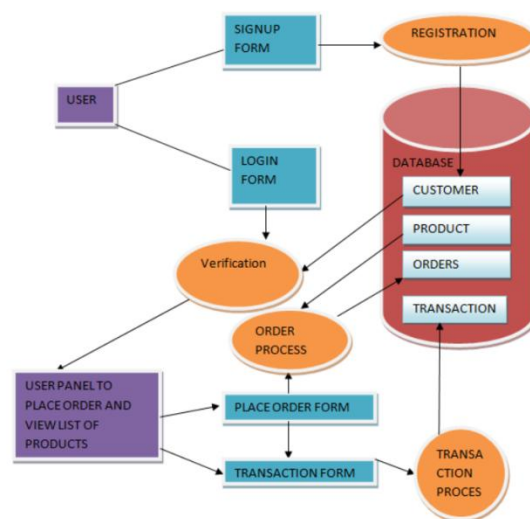 SIGNUP
FORM
REGISTRATION
USER
LOGIN
FORM
DATABASE
CUSTOMER
PRODUCT
ORDERS
TRANSACTION
Verification
ORDER
PROCESS
USER PANEL TO
PLACE ORDER AND
VIEW LIST OF
PRODUCTS
PLACE ORDER FORM
TRANSACTION FORM
TRANSA
CTION
PROCES